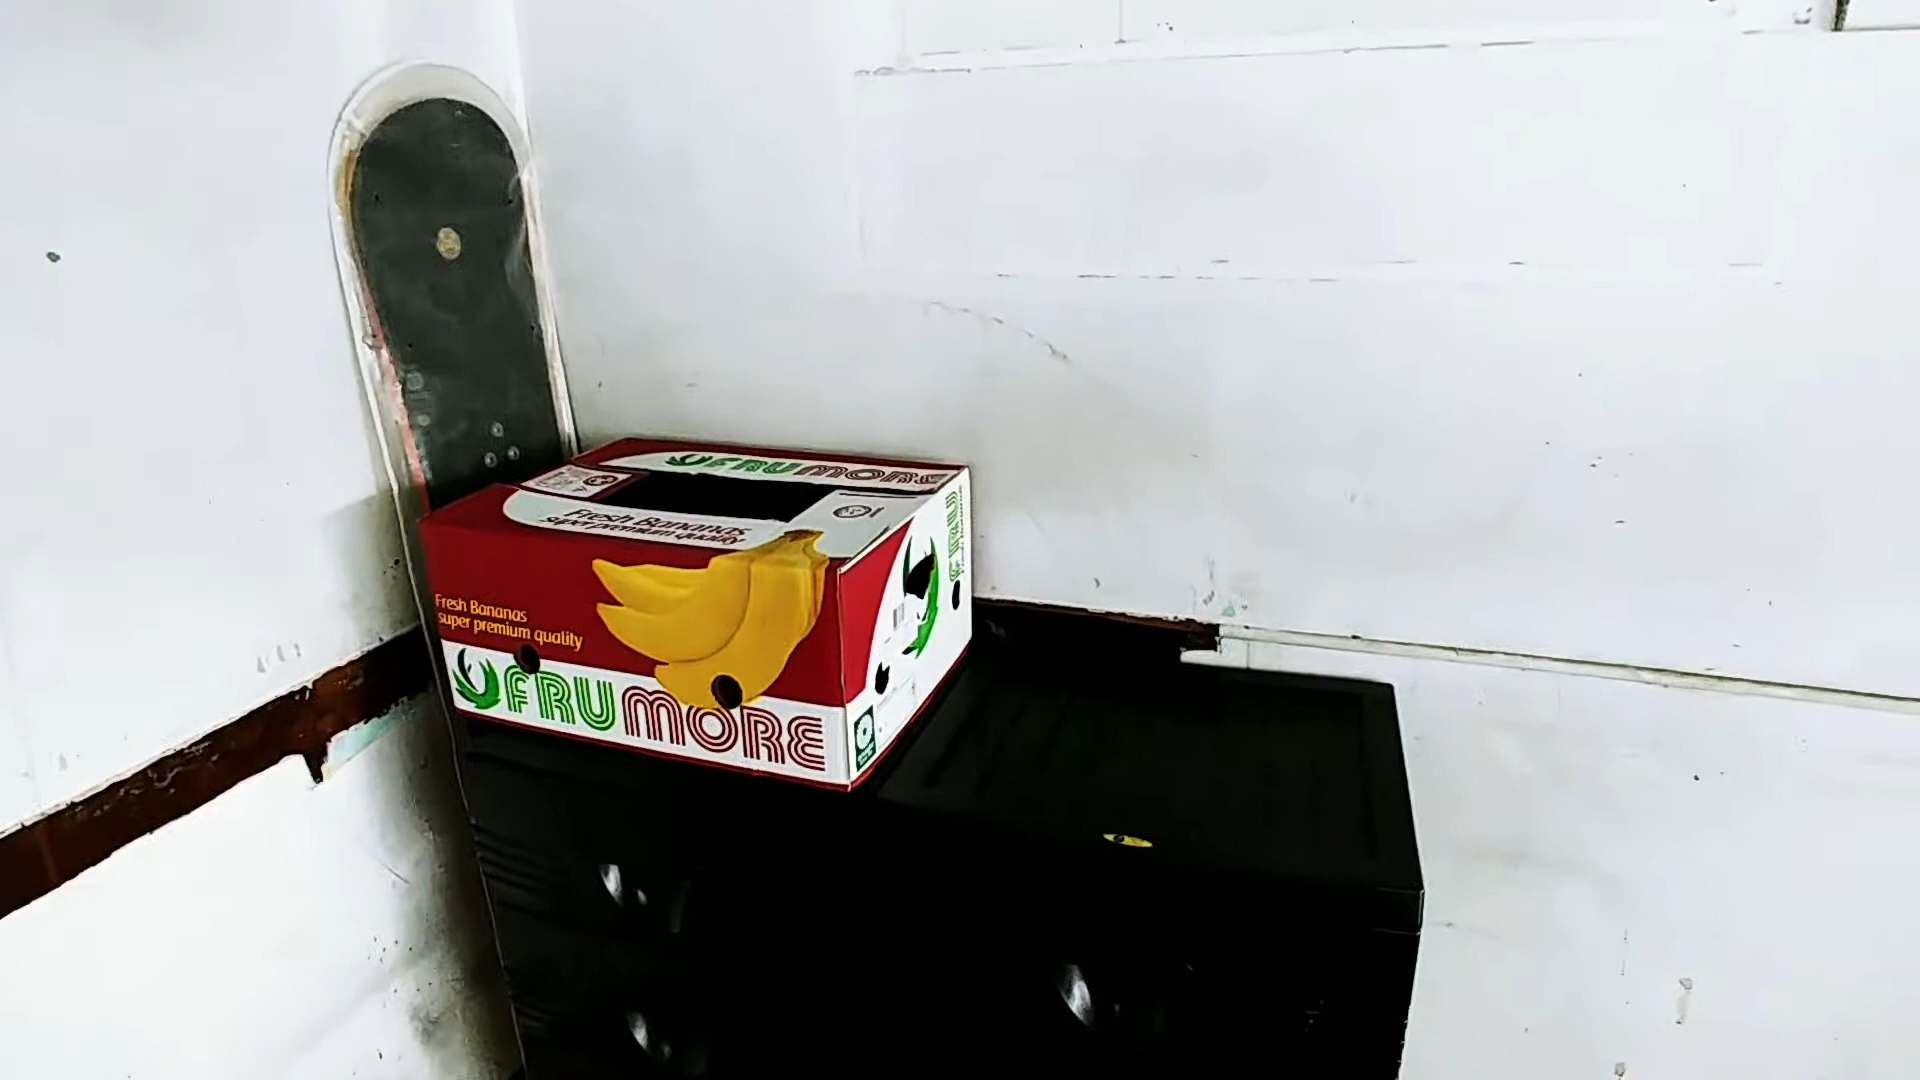 FRUMORE
Fresh Bananas
super premium quality
Fresh Bananas
super premium quality
FRUMORE
FRU